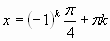 x = (−1)^k π/4 + πk